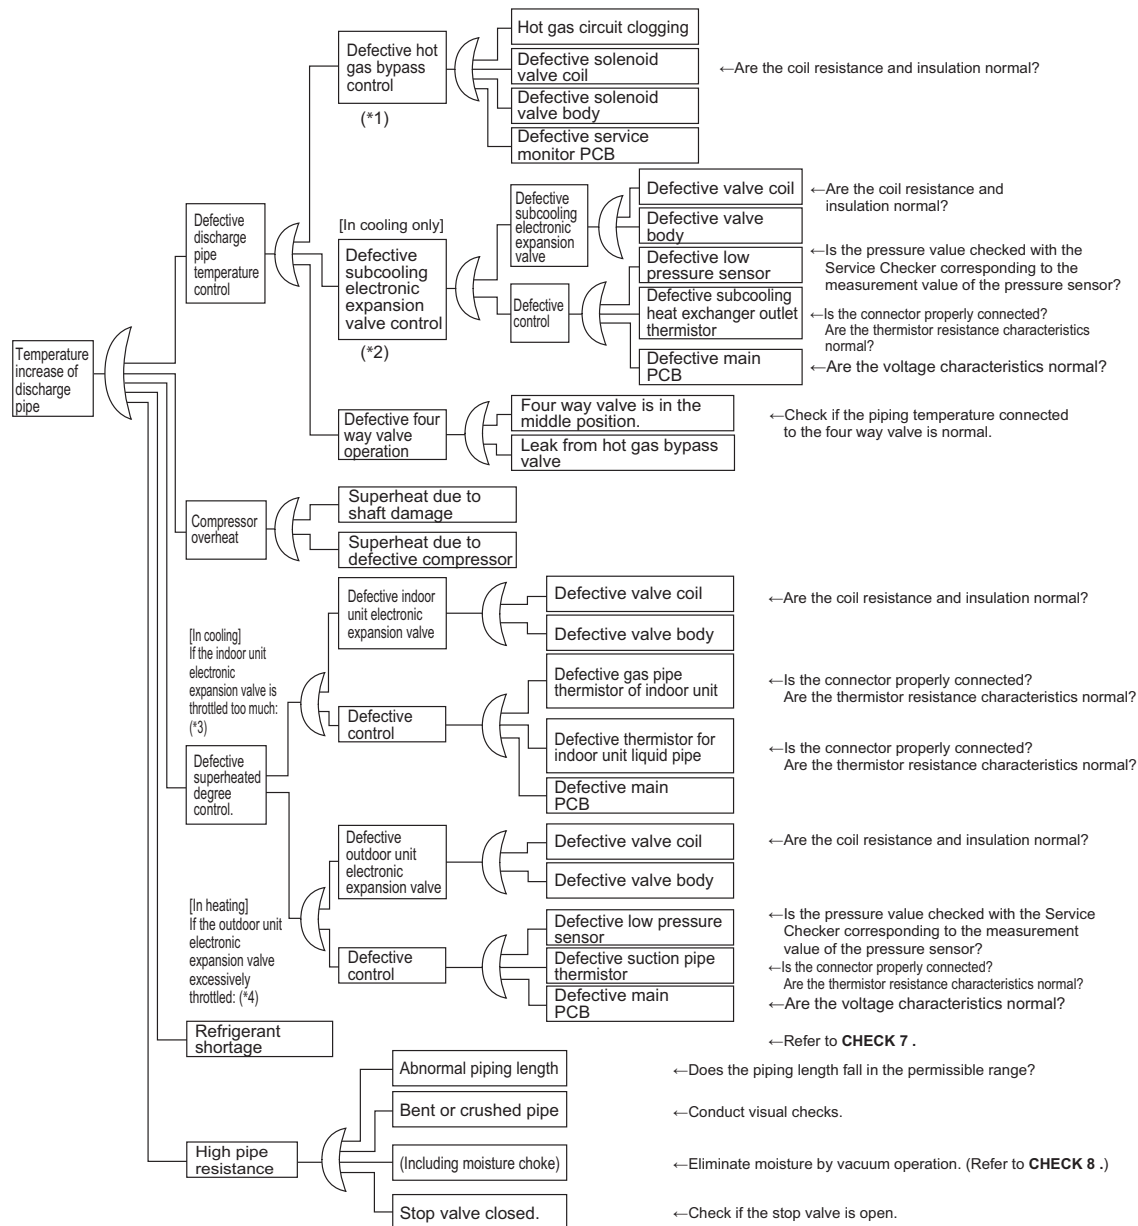 Temperature
increase of
discharge
pipe
Defective
discharge
pipe
temperature
control
Defective hot
gas bypass
control
(*1)
Hot gas circuit clogging
Defective solenoid
valve coil
←Are the coil resistance and insulation normal?
Defective solenoid
valve body
Defective service
monitor PCB
[In cooling only]
Defective
subcooling
electronic
expansion
valve control
(*2)
Defective
subcooling
electronic
expansion
valve
Defective valve coil
←Are the coil resistance and
insulation normal?
Defective valve
body
Defective
control
Defective low
pressure sensor
←Is the pressure value checked with the
Service Checker corresponding to the
measurement value of the pressure sensor?
Defective subcooling
heat exchanger outlet
thermistor
←Is the connector properly connected?
Are the thermistor resistance characteristics
normal?
Defective main
PCB
←Are the voltage characteristics normal?
Defective four
way valve
operation
Four way valve is in the
middle position.
←Check if the piping temperature connected
to the four way valve is normal.
Leak from hot gas bypass
valve
Compressor
overheat
Superheat due to
shaft damage
Superheat due to
defective compressor
Defective
superheated
degree
control.
[In cooling]
If the indoor unit
electronic
expansion valve is
throttled too much:
(*3)
Defective indoor
unit electronic
expansion valve
Defective valve coil
←Are the coil resistance and insulation normal?
Defective valve body
Defective
control
Defective gas pipe
thermistor of indoor unit
←Is the connector properly connected?
Are the thermistor resistance characteristics normal?
Defective thermistor for
indoor unit liquid pipe
←Is the connector properly connected?
Are the thermistor resistance characteristics normal?
Defective main
PCB
[In heating]
If the outdoor unit
electronic
expansion valve
excessively
throttled: (*4)
Defective
outdoor unit
electronic
expansion valve
Defective valve coil
←Are the coil resistance and insulation normal?
Defective valve body
Defective
control
Defective low pressure
sensor
←Is the pressure value checked with the Service
Checker corresponding to the measurement
value of the pressure sensor?
Defective suction pipe
thermistor
←Is the connector properly connected?
Are the thermistor resistance characteristics normal?
Defective main
PCB
←Are the voltage characteristics normal?
Refrigerant
shortage
←Refer to CHECK 7 .
High pipe
resistance
Abnormal piping length
←Does the piping length fall in the permissible range?
Bent or crushed pipe
←Conduct visual checks.
(Including moisture choke)
←Eliminate moisture by vacuum operation. (Refer to CHECK 8 .)
Stop valve closed.
←Check if the stop valve is open.